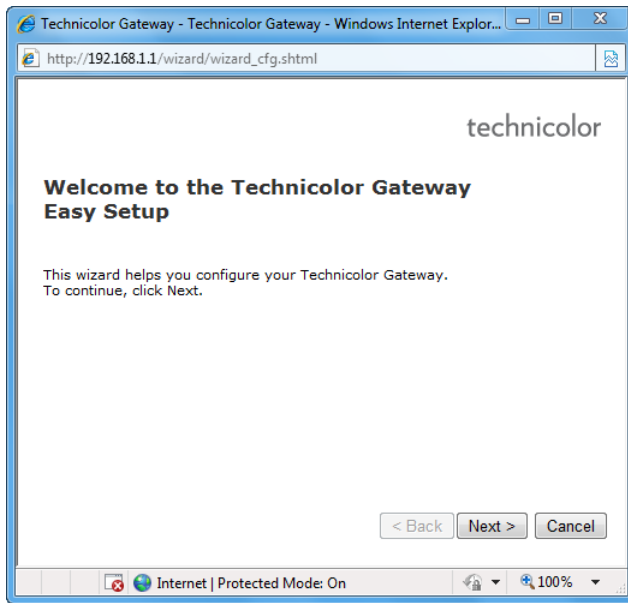 Technicolor Gateway - Technicolor Gateway - Windows Internet Explor...
http://192.168.1.1/wizard/wizard_cfg.shtml
technicolor
Welcome to the Technicolor Gateway
Easy Setup
This wizard helps you configure your Technicolor Gateway.
To continue, click Next.
< Back Next > Cancel
Internet | Protected Mode: On 100%